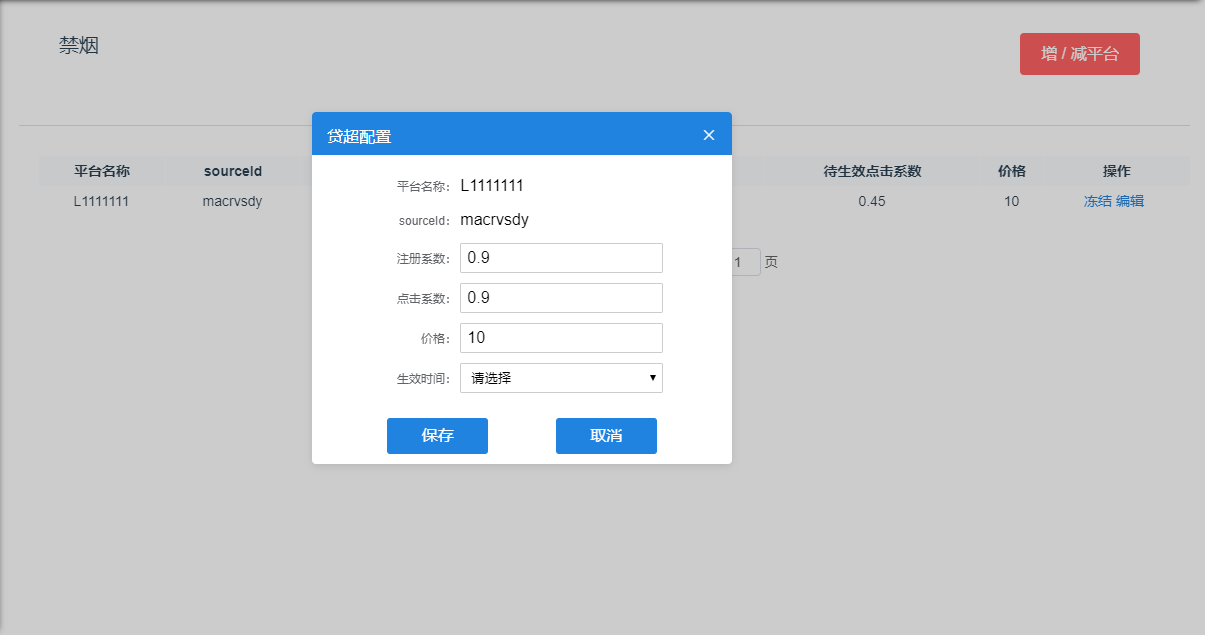 禁烟
增 / 减平台
贷超配置
×
平台名称 sourceId 待生效点击系数 价格 操作
L1111111 macrvsdy 0.45 10 冻结 编辑
平台名称: L1111111
sourceId: macrvsdy
注册系数: 0.9
1 页
点击系数: 0.9
价格: 10
生效时间: 请选择
保存 取消